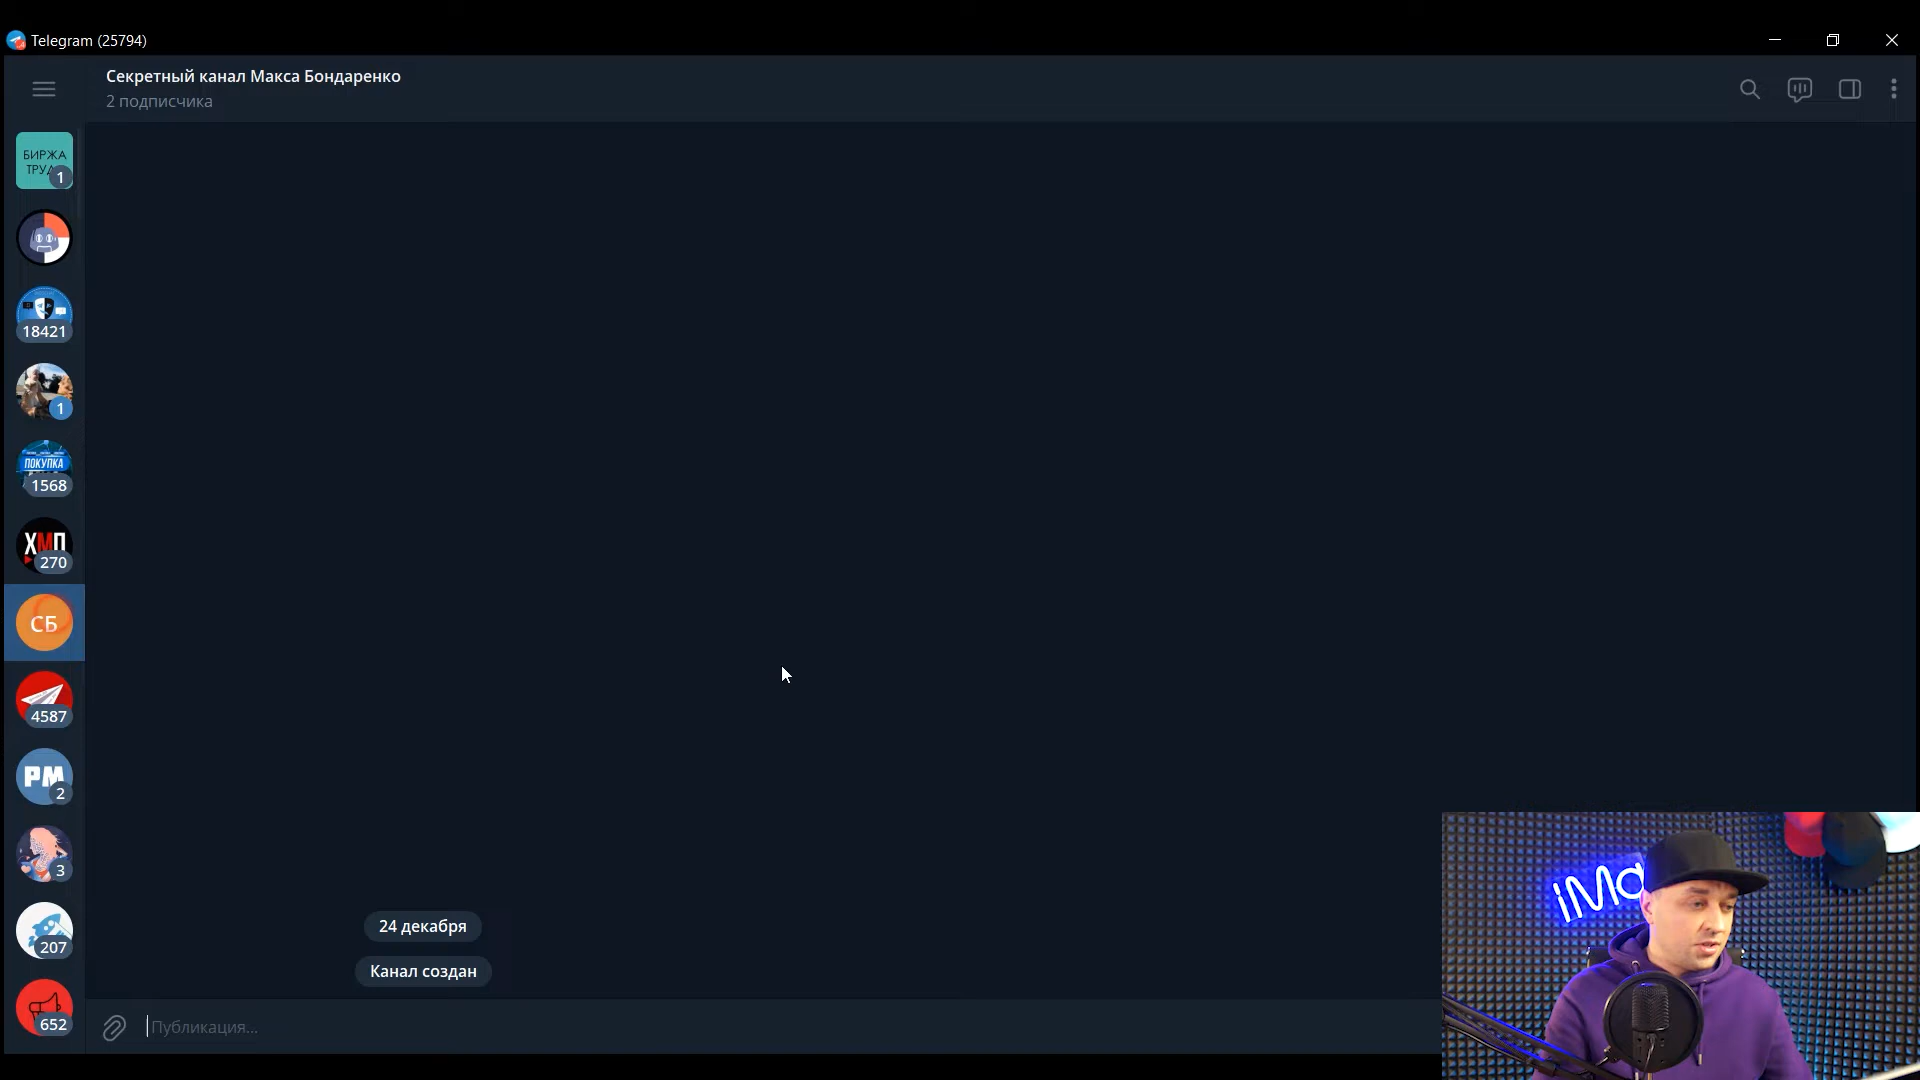 Telegram (25794)
Секретный канал Макса Бондаренко
2 подписчика
БИРЖА
1
18421
1
ПОКУПКА
1568
ХМП
270
СБ
4587
РМ
2
3
207
652
24 декабря
Канал создан
Публикация...
iMa